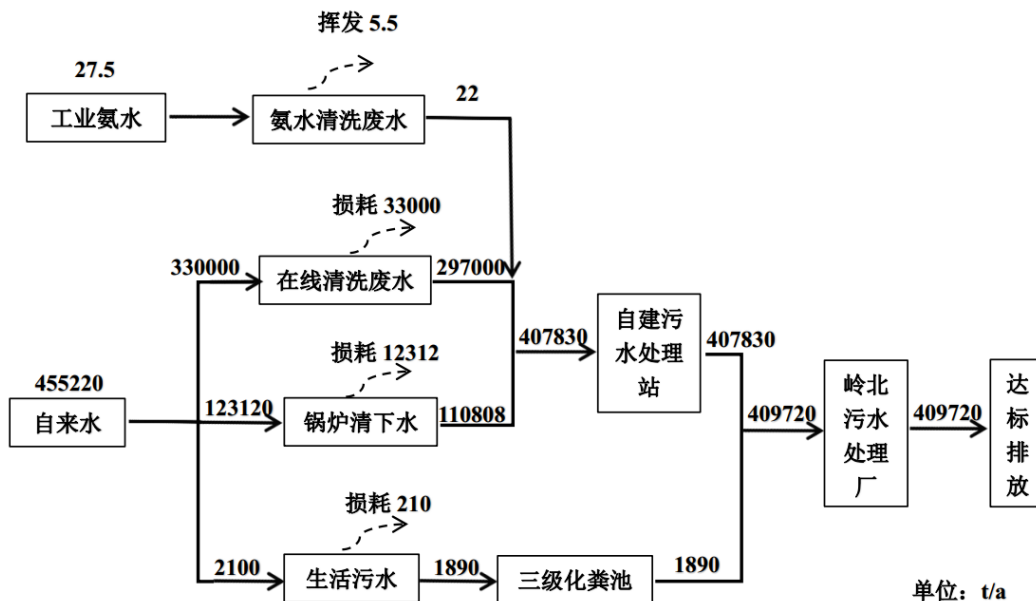 挥发 5.5
27.5
工业氨水
氨水清洗废水
22
损耗 33000
330000
在线清洗废水
297000
自建污
水处理
站
407830
407830
损耗 12312
455220
自来水
123120
锅炉清下水
110808
岭北
污水
处理
厂
409720
409720
达
标
排
放
损耗 210
2100
生活污水
1890
三级化粪池
1890
单位：t/a